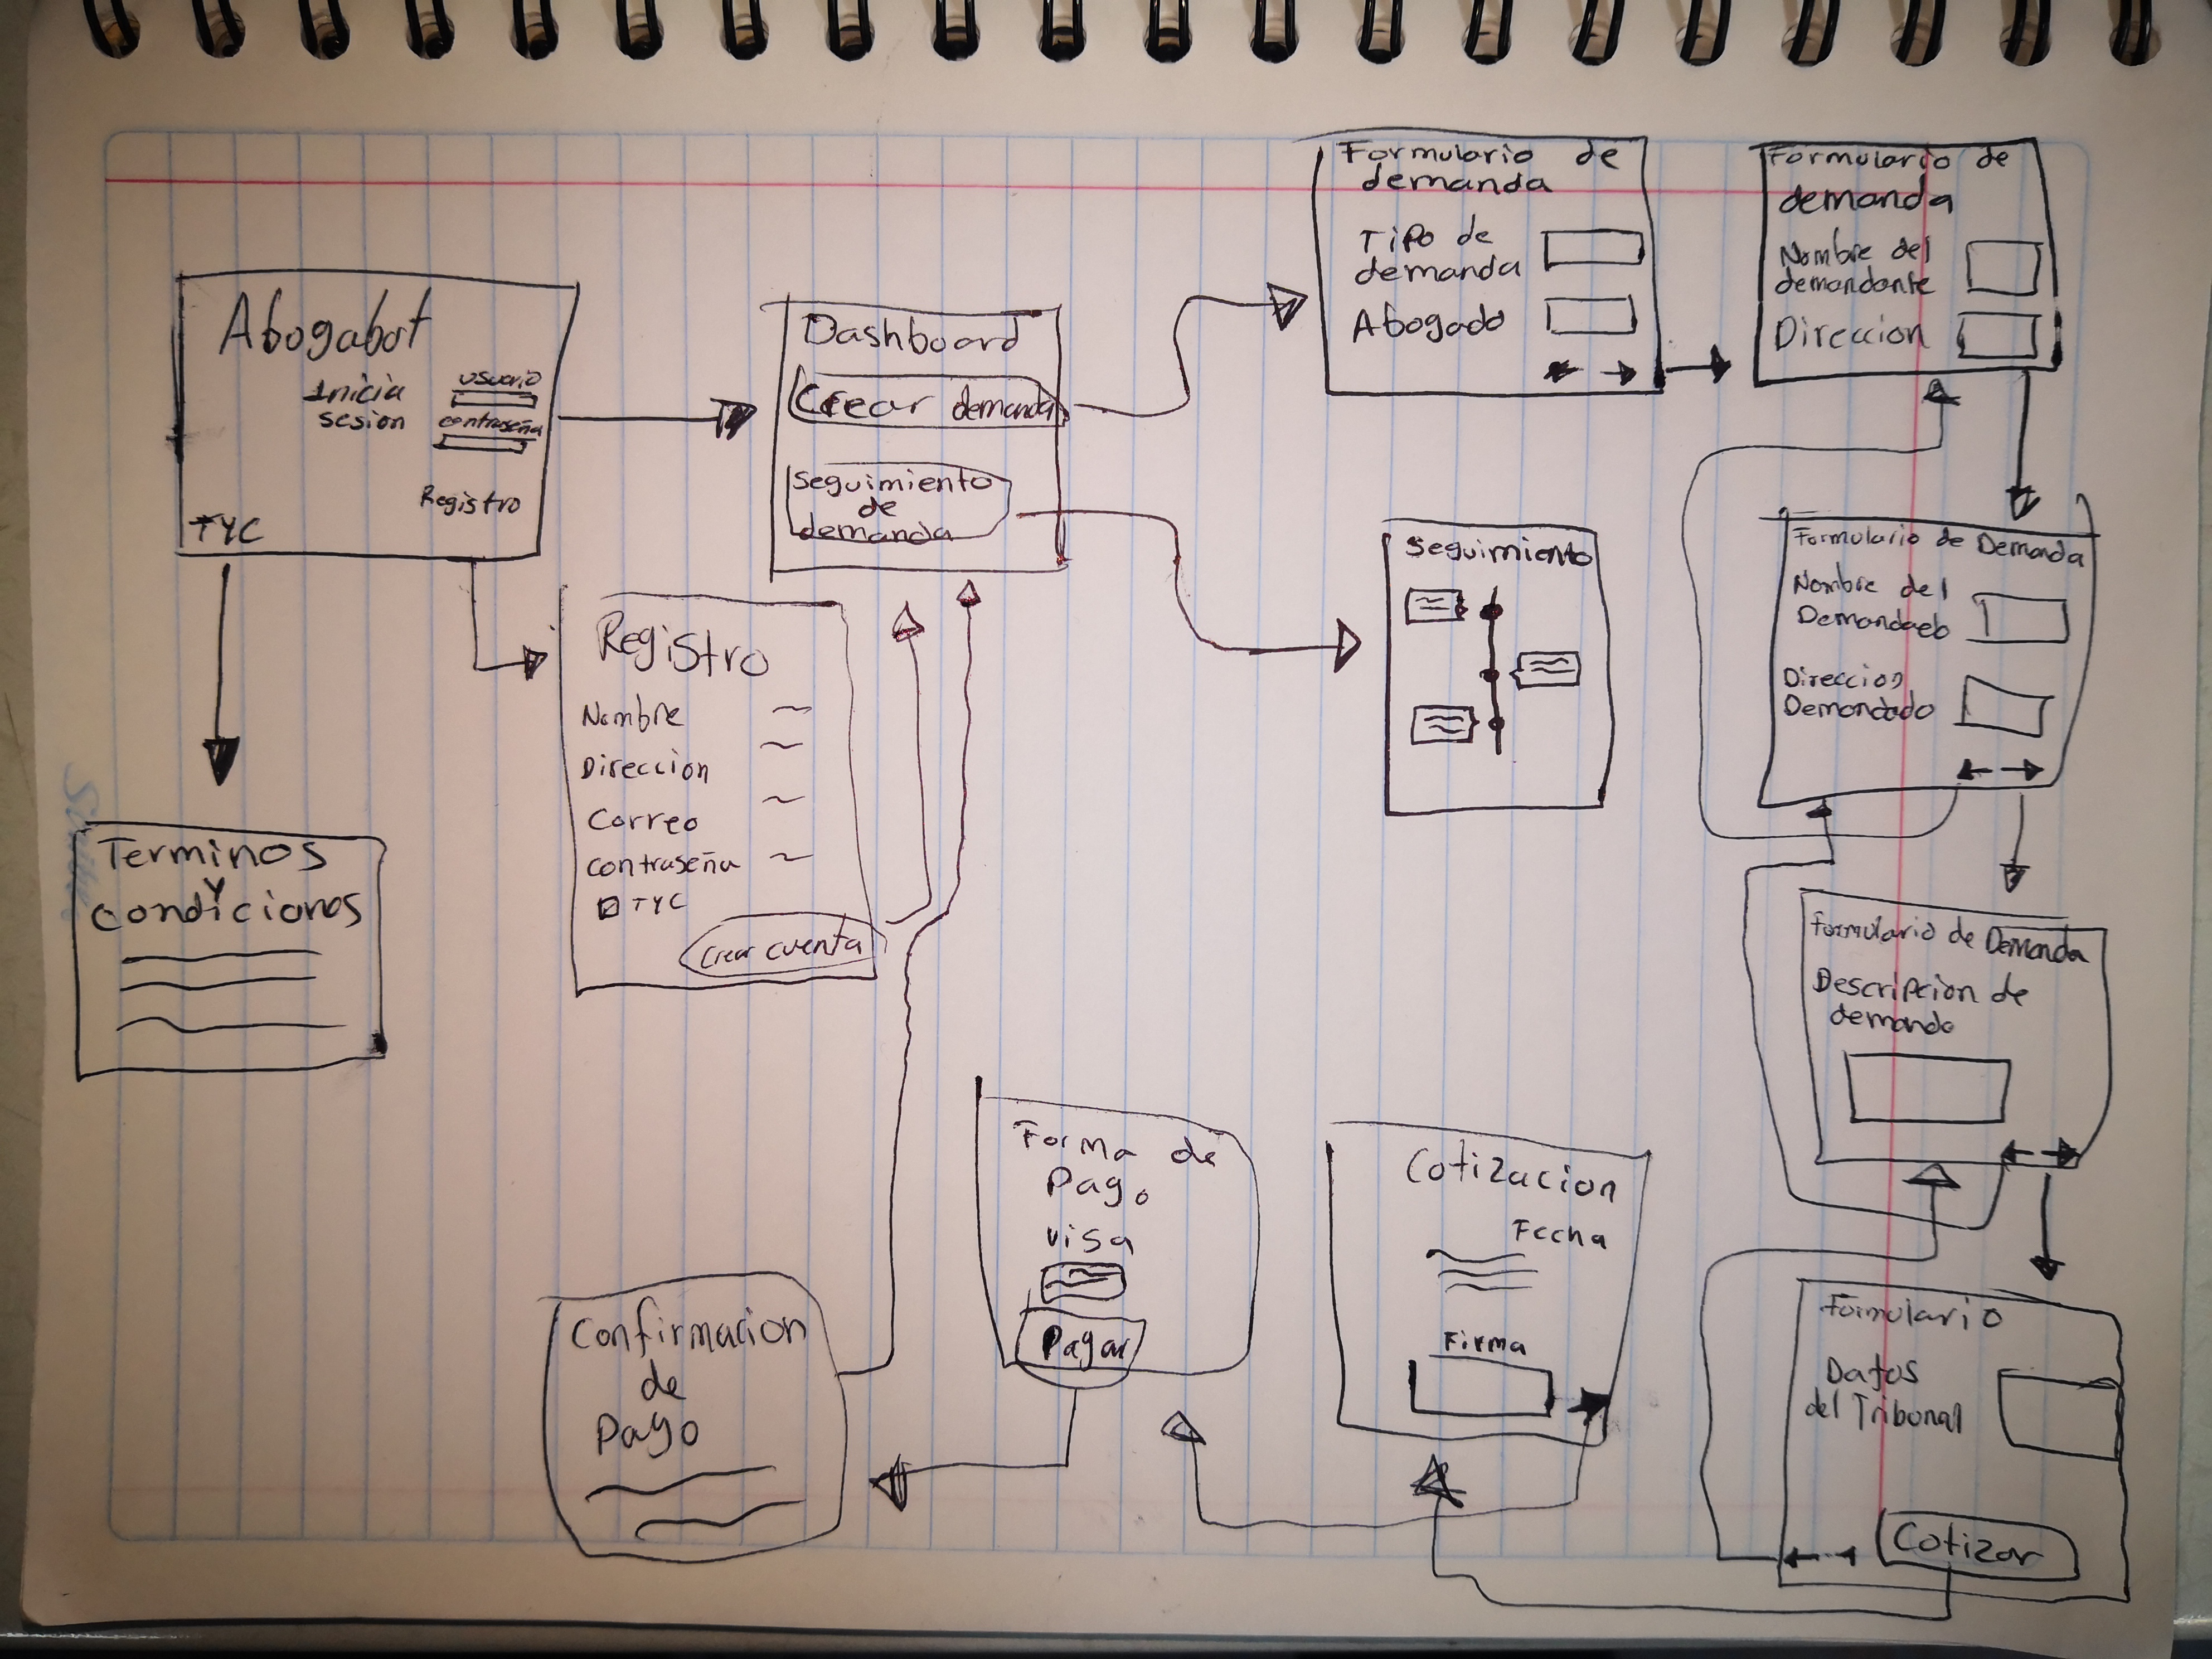 Abogabot
Inicia
sesion
usuario
contraseña
Registro
TYC
Terminos
y
condiciones
Registro
Nombre
Direccion
Correo
contraseña
TYC
Crear cuenta
Dashboard
Crear demanda
Seguimiento
de
demanda
Formulario de
demanda
Tipo de
demanda
Abogado
Formulario de
demanda
Nombre del
demandante
Direccion
Seguimiento
Formulario de Demanda
Nombre del
Direccion
Demandado
Formulario de Demanda
Descripcion de
demanda
Formulario
Datos
del Tribunal
Cotizar
Cotizacion
Fecha
Firma
Forma de
Pago
visa
Pagar
Confirmacion
de
Pago